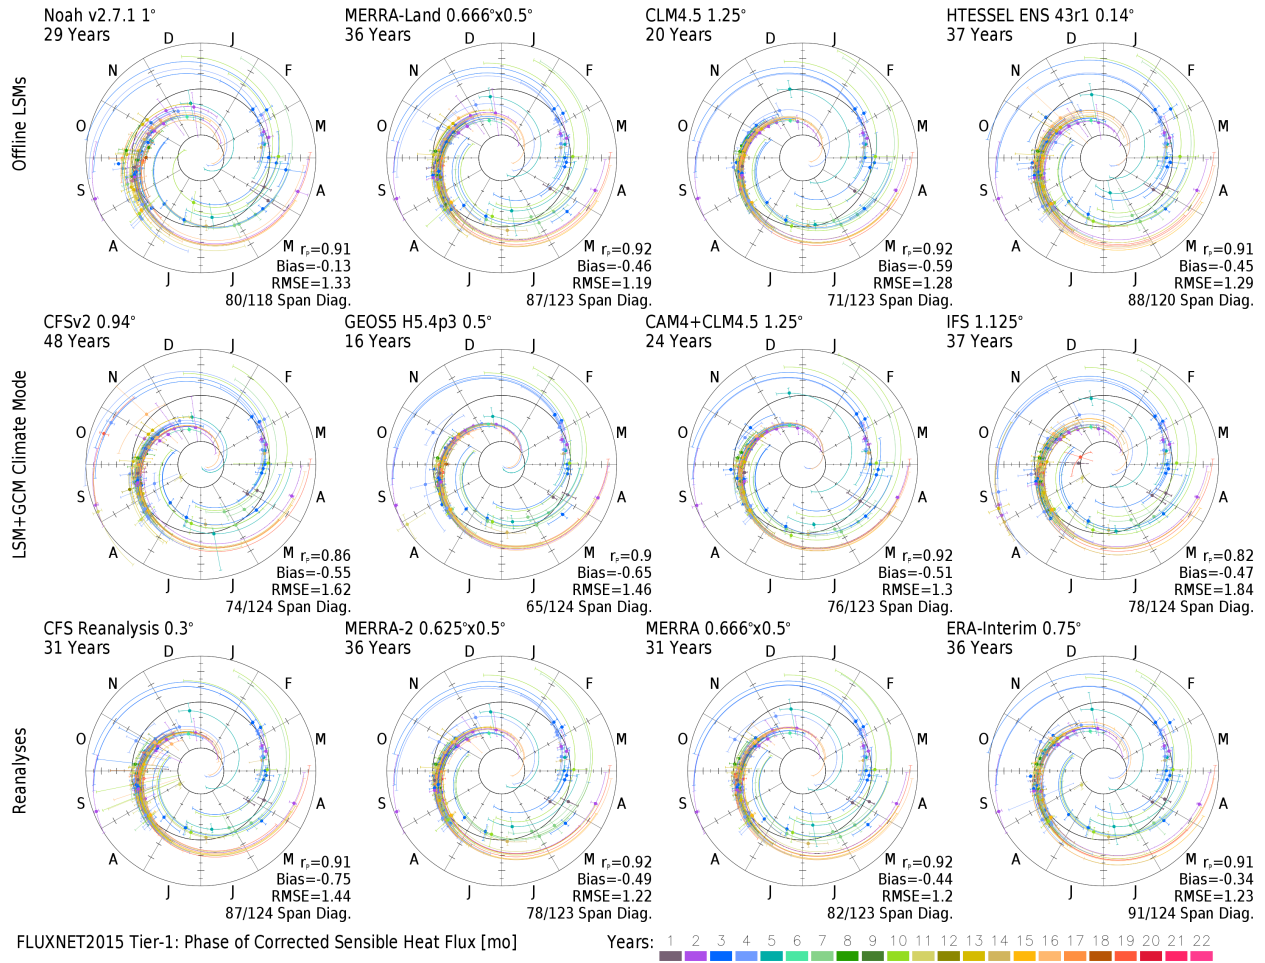 Noah v2.7.1 1°
29 Years
MERRA-Land 0.666°x0.5°
36 Years
CLM4.5 1.25°
20 Years
HTESSEL ENS 43r1 0.14°
37 Years
Offline LSMs
D J F M A M J J A S O N
r_p=0.91
Bias=-0.13
RMSE=1.33
80/118 Span Diag.
D J F M A M J J A S O N
r_p=0.92
Bias=-0.46
RMSE=1.19
87/123 Span Diag.
D J F M A M J J A S O N
r_p=0.92
Bias=-0.59
RMSE=1.28
71/123 Span Diag.
D J F M A M J J A S O N
r_p=0.91
Bias=-0.45
RMSE=1.29
88/120 Span Diag.
CFSv2 0.94°
48 Years
GEOS5 H5.4p3 0.5°
16 Years
CAM4+CLM4.5 1.25°
24 Years
IFS 1.125°
37 Years
LSM+GCM Climate Mode
D J F M A M J J A S O N
r_p=0.86
Bias=-0.55
RMSE=1.62
74/124 Span Diag.
D J F M A M J J A S O N
r_p=0.9
Bias=-0.65
RMSE=1.46
65/124 Span Diag.
D J F M A M J J A S O N
r_p=0.92
Bias=-0.51
RMSE=1.3
76/123 Span Diag.
D J F M A M J J A S O N
r_p=0.82
Bias=-0.47
RMSE=1.84
78/124 Span Diag.
CFS Reanalysis 0.3°
31 Years
MERRA-2 0.625°x0.5°
36 Years
MERRA 0.666°x0.5°
31 Years
ERA-Interim 0.75°
36 Years
Reanalyses
D J F M A M J J A S O N
r_p=0.91
Bias=-0.75
RMSE=1.44
87/124 Span Diag.
D J F M A M J J A S O N
r_p=0.92
Bias=-0.49
RMSE=1.22
78/123 Span Diag.
D J F M A M J J A S O N
r_p=0.92
Bias=-0.44
RMSE=1.2
82/123 Span Diag.
D J F M A M J J A S O N
r_p=0.91
Bias=-0.34
RMSE=1.23
91/124 Span Diag.
FLUXNET2015 Tier-1: Phase of Corrected Sensible Heat Flux [mo]
Years: 1 2 3 4 5 6 7 8 9 10 11 12 13 14 15 16 17 18 19 20 21 22